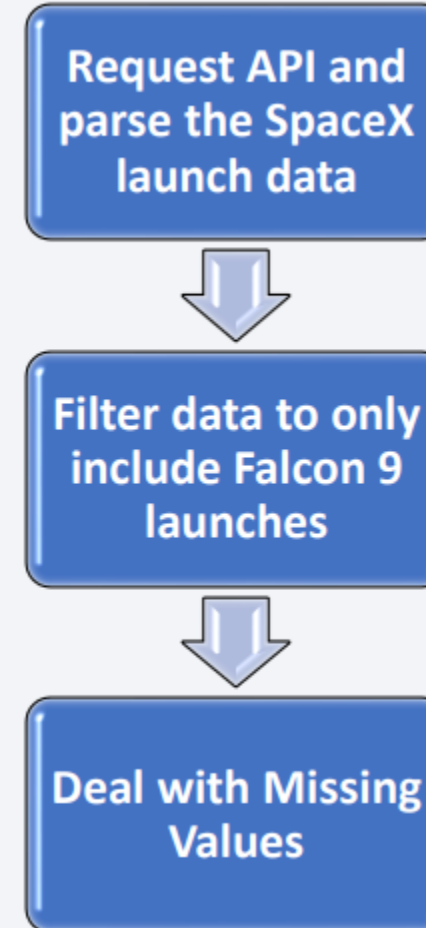 Request API and
parse the SpaceX
launch data
Filter data to only
include Falcon 9
launches
Deal with Missing
Values